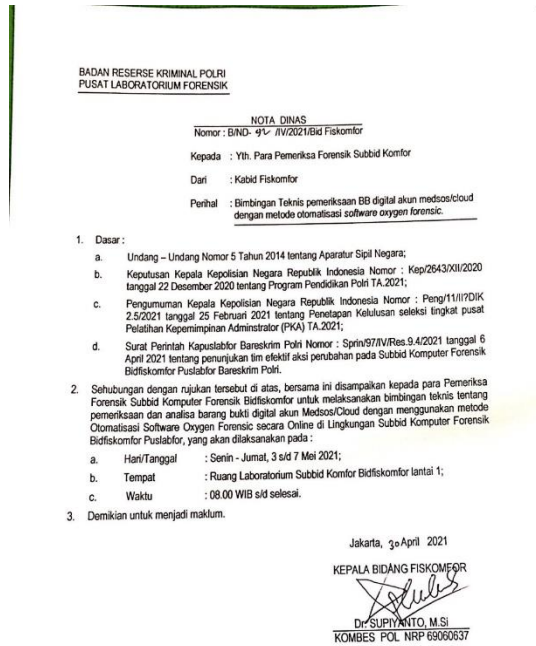 BADAN RESERSE KRIMINAL POLRI
PUSAT LABORATORIUM FORENSIK
NOTA DINAS
Nomor : B/ND- 92 /IV/2021/Bid Fiskomfor
Kepada : Yth. Para Pemeriksa Forensik Subbid Komfor
Dari : Kabid Fiskomfor
Perihal : Bimbingan Teknis pemeriksaan BB digital akun medsos/cloud
dengan metode otomatisasi software oxygen forensic.
1. Dasar :
a. Undang – Undang Nomor 5 Tahun 2014 tentang Aparatur Sipil Negara;
b. Keputusan Kepala Kepolisian Negara Republik Indonesia Nomor : Kep/2643/XII/2020
tanggal 22 Desember 2020 tentang Program Pendidikan Polri TA.2021;
c. Pengumuman Kepala Kepolisian Negara Republik Indonesia Nomor : Peng/11/II?DIK
2.5/2021 tanggal 25 Februari 2021 tentang Penetapan Kelulusan seleksi tingkat pusat
Pelatihan Kepemimpinan Adminstrator (PKA) TA.2021;
d. Surat Perintah Kapuslabfor Bareskrim Polri Nomor : Sprin/97/IV/Res.9.4/2021 tanggal 6
April 2021 tentang penunjukan tim efektif aksi perubahan pada Subbid Komputer Forensik
Bidfiskomfor Puslabfor Bareskrim Polri.
2. Sehubungan dengan rujukan tersebut di atas, bersama ini disampaikan kepada para Pemeriksa
Forensik Subbid Komputer Forensik Bidfiskomfor untuk melaksanakan bimbingan teknis tentang
pemeriksaan dan analisa barang bukti digital akun Medsos/Cloud dengan menggunakan metode
Otomatisasi Software Oxygen Forensic secara Online di Lingkungan Subbid Komputer Forensik
Bidfiskomfor Puslabfor, yang akan dilaksanakan pada :
a. Hari/Tanggal : Senin - Jumat, 3 s/d 7 Mei 2021;
b. Tempat : Ruang Laboratorium Subbid Komfor Bidfiskomfor lantai 1;
c. Waktu : 08.00 WIB s/d selesai.
3. Demikian untuk menjadi maklum.
Jakarta, 30 April 2021
KEPALA BIDANG FISKOMFOR
Dr. SUPIYANTO, M.Si
KOMBES POL NRP 69060637